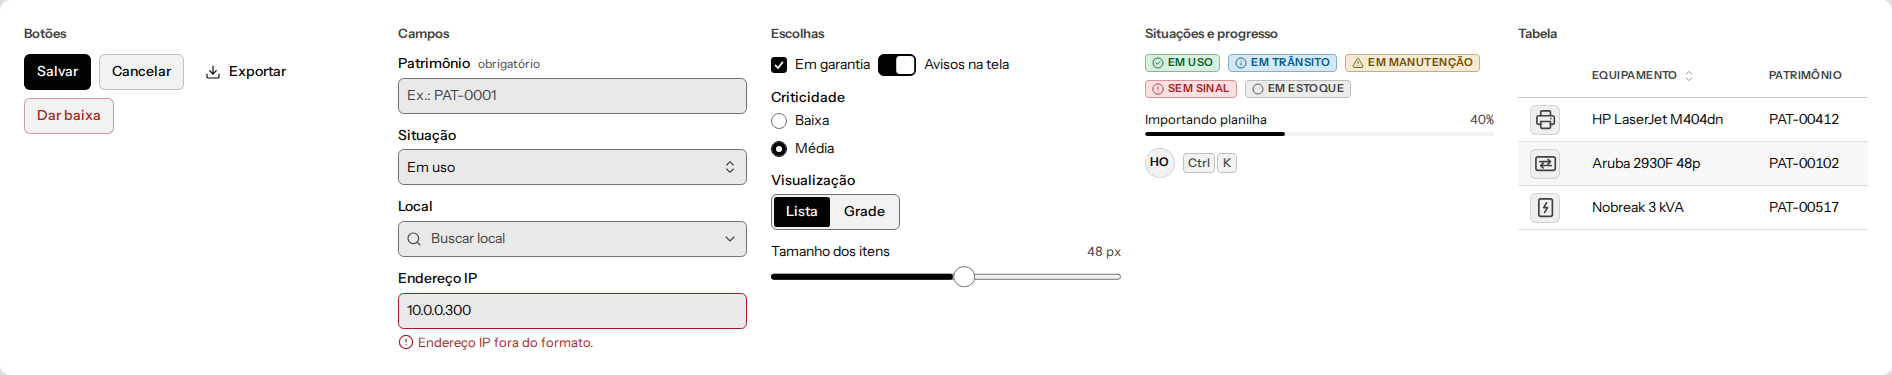 Botões
Salvar
Cancelar
Exportar
Dar baixa
Campos
Patrimônio obrigatório
Ex.: PAT-0001
Situação
Em uso
Local
Buscar local
Endereço IP
10.0.0.300
Endereço IP fora do formato.
Escolhas
Em garantia
Avisos na tela
Criticidade
Baixa
Média
Visualização
Lista
Grade
Tamanho dos itens 48 px
Situações e progresso
EM USO
EM TRÂNSITO
EM MANUTENÇÃO
SEM SINAL
EM ESTOQUE
Importando planilha 40%
HO
Ctrl
K
Tabela
EQUIPAMENTO PATRIMÔNIO
HP LaserJet M404dn PAT-00412
Aruba 2930F 48p PAT-00102
Nobreak 3 kVA PAT-00517